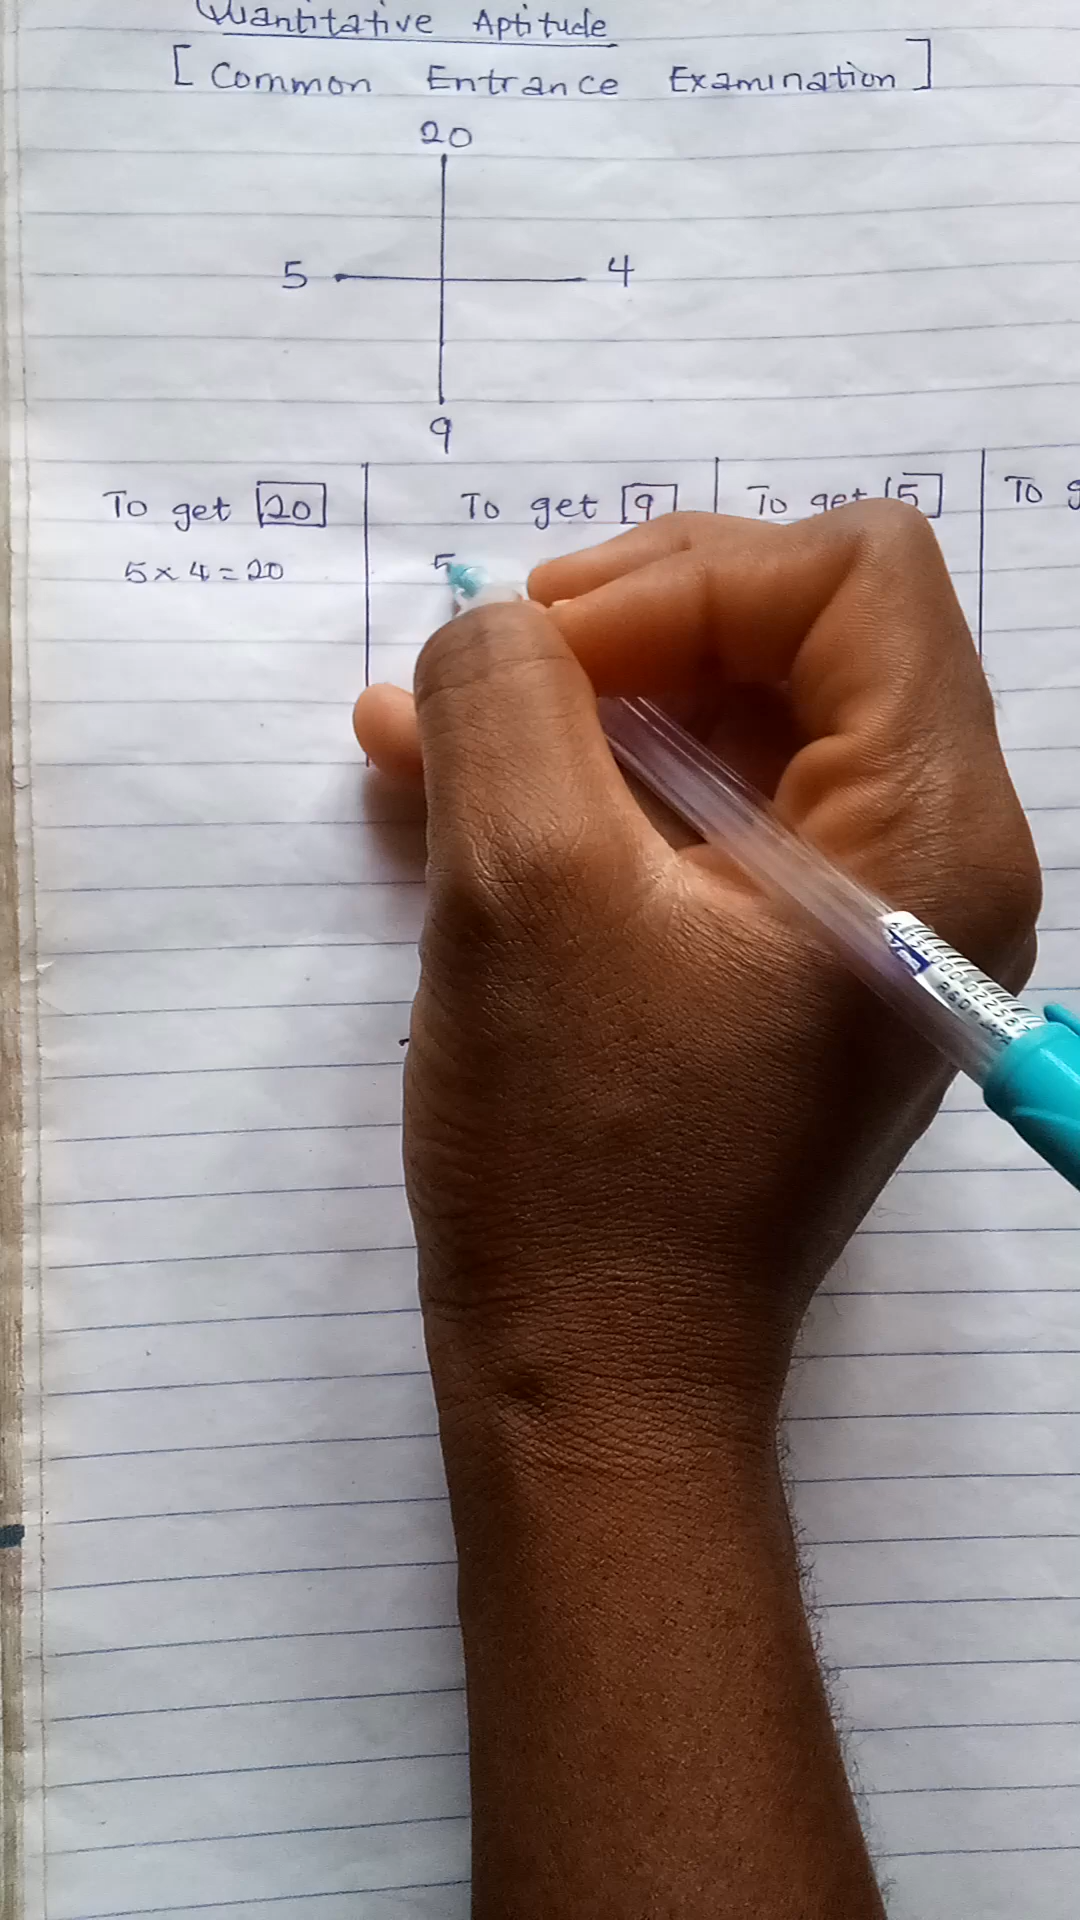 Quantitative Aptitude
[Common Entrance Examination]
20
5 4
9
To get 20 To get 9 To get 5 To
5 × 4 = 20 5